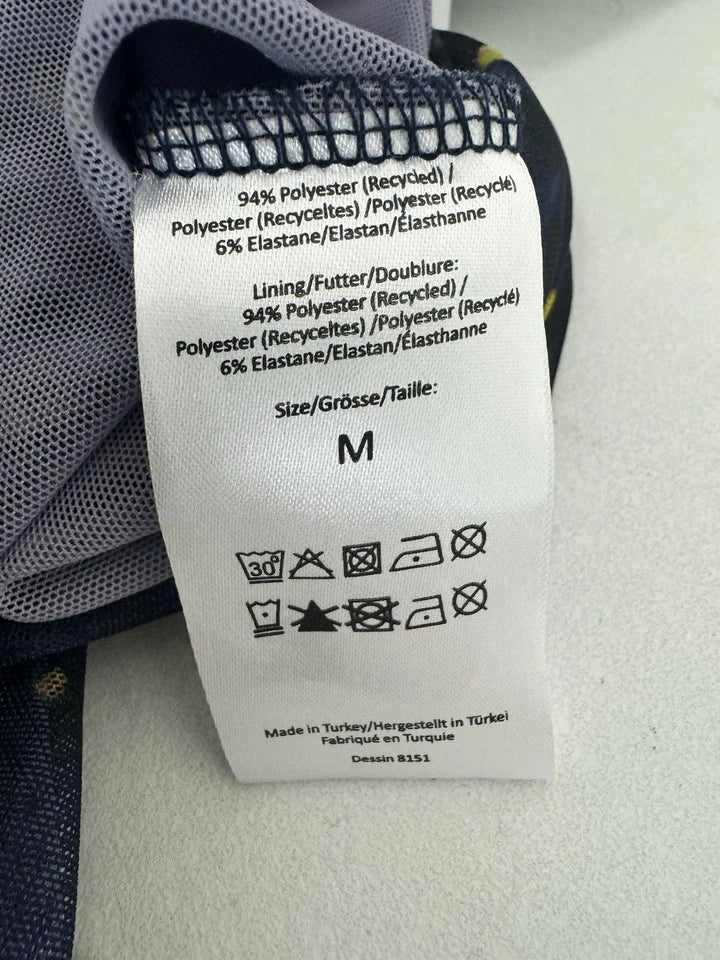 94% Polyester (Recycled) /
Polyester (Recyceltes) /Polyester (Recyclé)
6% Elastane/Elastan/Élasthanne
Lining/Futter/Doublure:
94% Polyester (Recycled) /
Polyester (Recyceltes) /Polyester (Recyclé)
6% Elastane/Elastan/Élasthanne
Size/Grösse/Taille:
M
30°
Made in Turkey/Hergestellt in Türkei
Fabriqué en Turquie
Dessin 8151